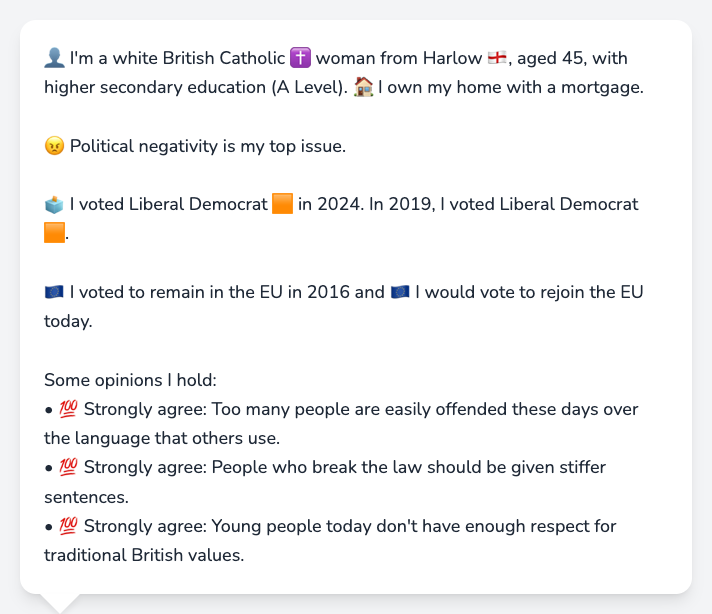 👤 I'm a white British Catholic ✝️ woman from Harlow 🏴󠁧󠁢󠁥󠁮󠁧󠁿, aged 45, with
higher secondary education (A Level). 🏠 I own my home with a mortgage.
😠 Political negativity is my top issue.
🗳️ I voted Liberal Democrat 🟧 in 2024. In 2019, I voted Liberal Democrat
🟧.
🇪🇺 I voted to remain in the EU in 2016 and 🇪🇺 I would vote to rejoin the EU
today.
Some opinions I hold:
• 💯 Strongly agree: Too many people are easily offended these days over
the language that others use.
• 💯 Strongly agree: People who break the law should be given stiffer
sentences.
• 💯 Strongly agree: Young people today don't have enough respect for
traditional British values.